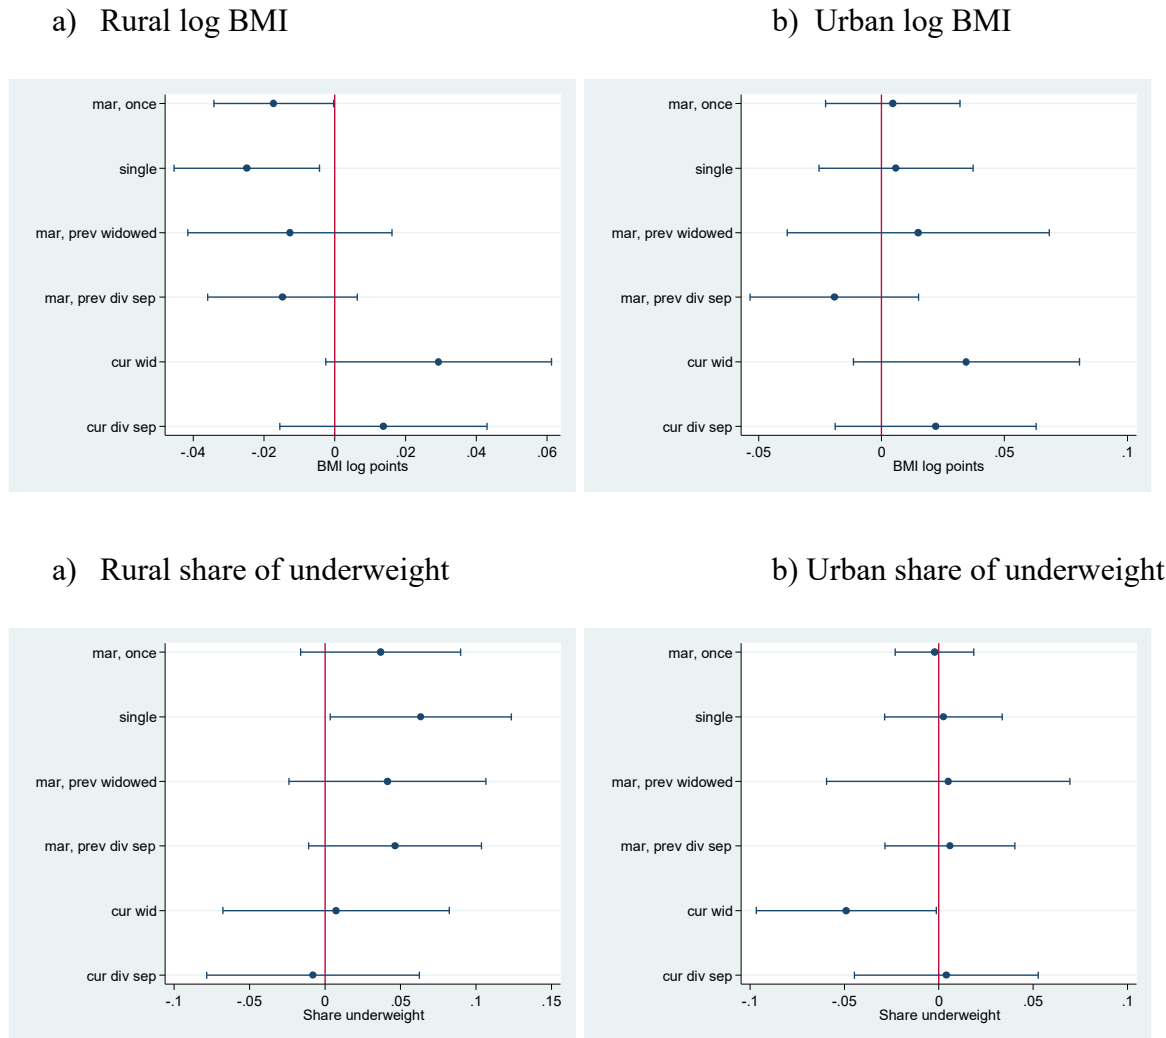 a) Rural log BMI
b) Urban log BMI
mar, once
single
mar, prev widowed
mar, prev div sep
cur wid
cur div sep
-.04 -.02 0 .02 .04 .06
BMI log points
mar, once
single
mar, prev widowed
mar, prev div sep
cur wid
cur div sep
-.05 0 .05 .1
BMI log points
a) Rural share of underweight
b) Urban share of underweight
mar, once
single
mar, prev widowed
mar, prev div sep
cur wid
cur div sep
-.1 -.05 0 .05 .1 .15
Share underweight
mar, once
single
mar, prev widowed
mar, prev div sep
cur wid
cur div sep
-.1 -.05 0 .05 .1
Share underweight